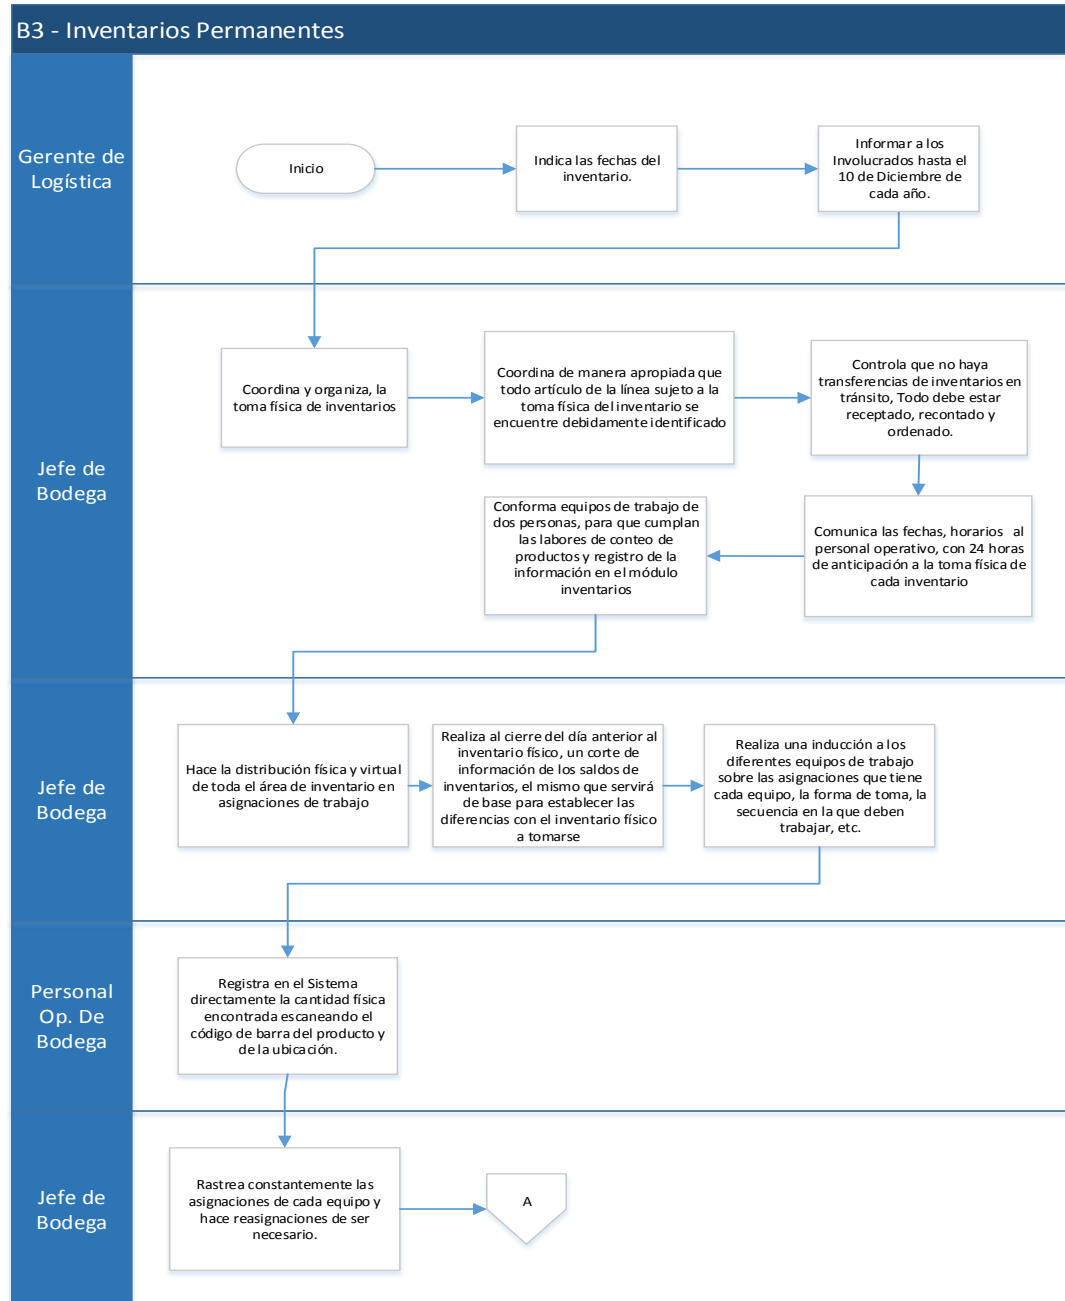 B3 - Inventarios Permanentes
Gerente de
Logística
Inicio
Indica las fechas del
inventario.
Informar a los
Involucrados hasta el
10 de Diciembre de
cada año.
Jefe de
Bodega
Coordina y organiza, la
toma física de inventarios
Coordina de manera apropiada que
todo artículo de la línea sujeto a la
toma física del inventario se
encuentre debidamente identificado
Controla que no haya
transferencias de inventarios en
tránsito, Todo debe estar
receptado, recontado y
ordenado.
Comunica las fechas, horarios al
personal operativo, con 24 horas
de anticipación a la toma física de
cada inventario
Conforma equipos de trabajo de
dos personas, para que cumplan
las labores de conteo de
productos y registro de la
información en el módulo
inventarios
Jefe de
Bodega
Hace la distribución física y virtual
de toda el área de inventario en
asignaciones de trabajo
Realiza al cierre del día anterior al
inventario físico, un corte de
información de los saldos de
inventarios, el mismo que servirá
de base para establecer las
diferencias con el inventario físico
a tomarse
Realiza una inducción a los
diferentes equipos de trabajo
sobre las asignaciones que tiene
cada equipo, la forma de toma, la
secuencia en la que deben
trabajar, etc.
Personal
Op. De
Bodega
Registra en el Sistema
directamente la cantidad física
encontrada escaneando el
código de barra del producto y
de la ubicación.
Jefe de
Bodega
Rastrea constantemente las
asignaciones de cada equipo y
hace reasignaciones de ser
necesario.
A